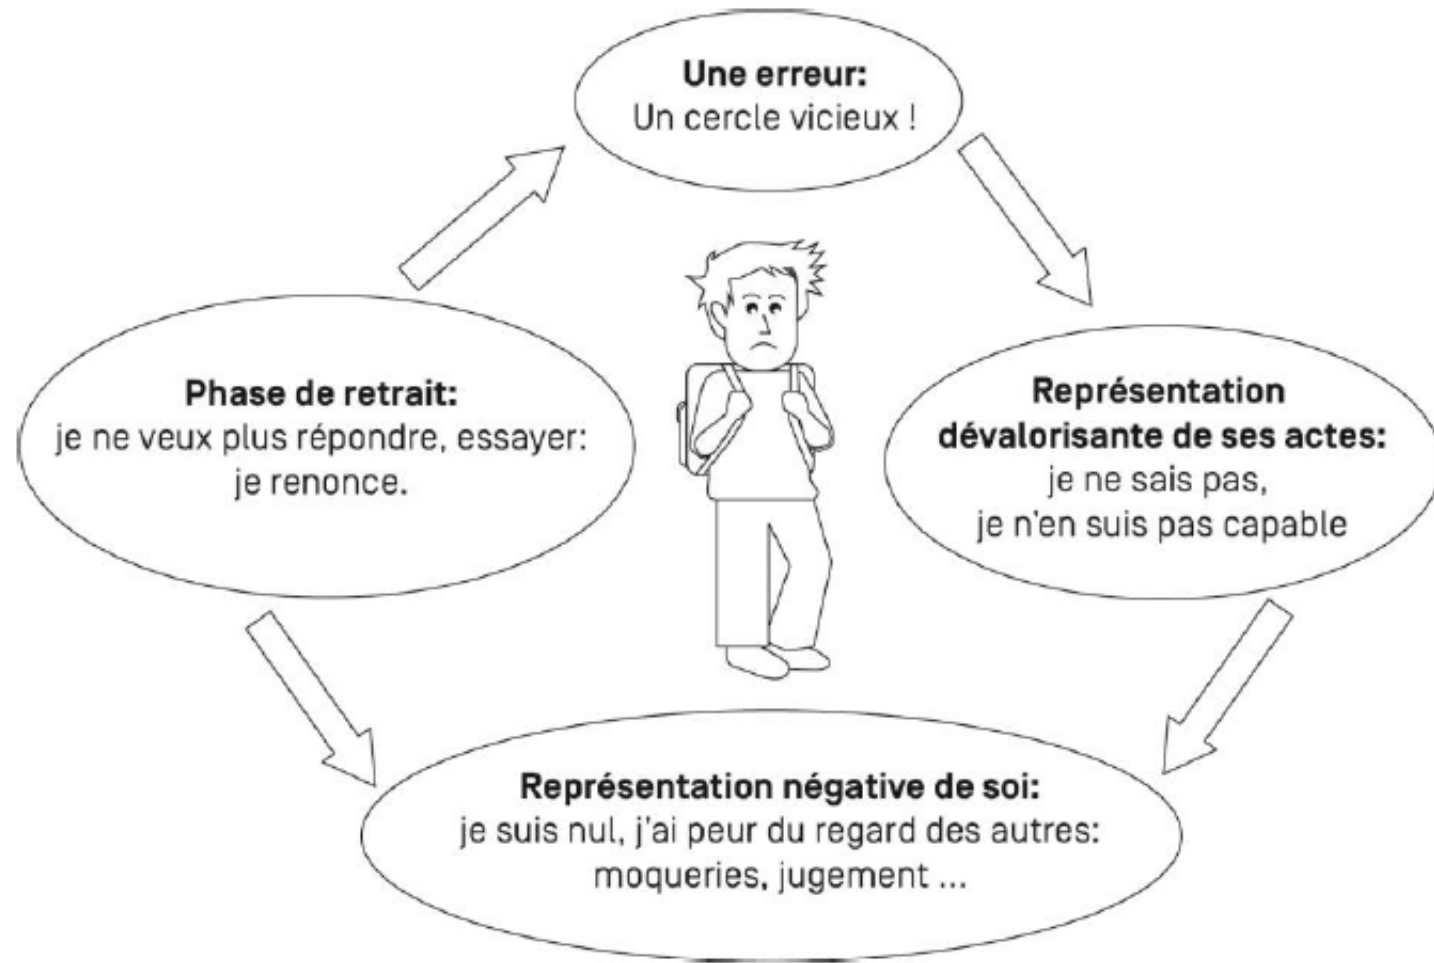 Une erreur:
Un cercle vicieux !
Phase de retrait:
je ne veux plus répondre, essayer:
je renonce.
Représentation
dévalorisante de ses actes:
je ne sais pas,
je n'en suis pas capable
Représentation négative de soi:
je suis nul, j'ai peur du regard des autres:
moqueries, jugement ...